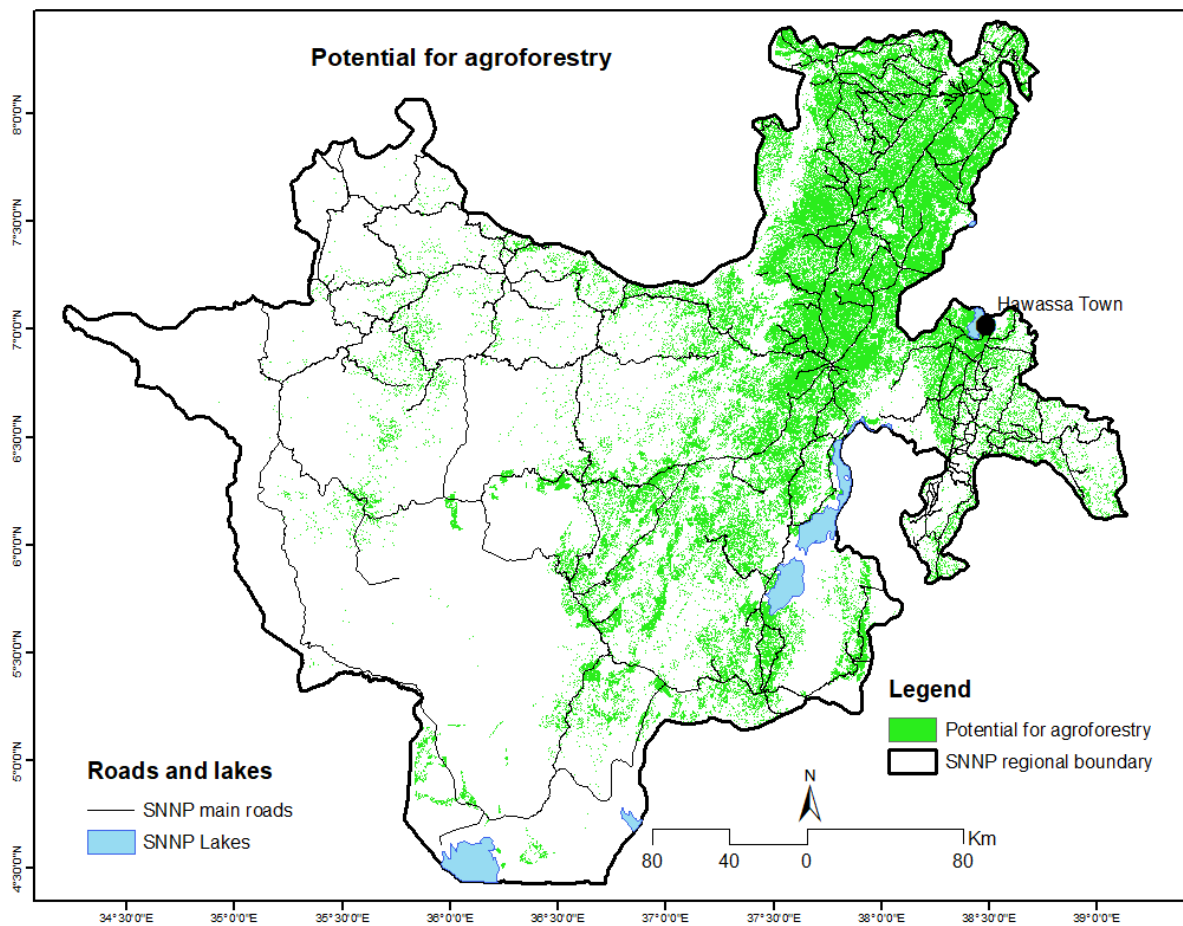 Potential for agroforestry
Hawassa Town
Legend
Potential for agroforestry
SNNP regional boundary
Roads and lakes
SNNP main roads
SNNP Lakes
N
Km
80 40 0 80
8°0'0"N
7°30'0"N
7°0'0"N
6°30'0"N
6°0'0"N
5°30'0"N
5°0'0"N
4°30'0"N
34°30'0"E 35°0'0"E 35°30'0"E 36°0'0"E 36°30'0"E 37°0'0"E 37°30'0"E 38°0'0"E 38°30'0"E 39°0'0"E